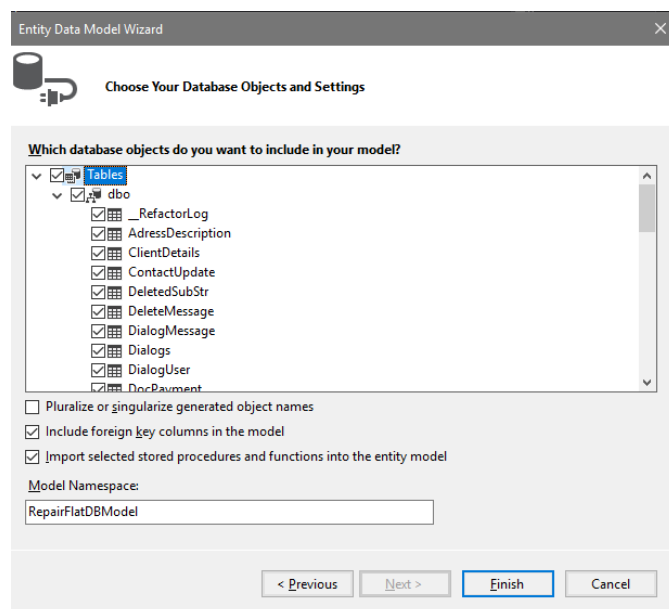 Entity Data Model Wizard
Choose Your Database Objects and Settings
Which database objects do you want to include in your model?
Tables
dbo
__RefactorLog
AdressDescription
ClientDetails
ContactUpdate
DeletedSubStr
DeleteMessage
DialogMessage
Dialogs
DialogUser
DocPayment
Pluralize or singularize generated object names
Include foreign key columns in the model
Import selected stored procedures and functions into the entity model
Model Namespace:
RepairFlatDBModel
< Previous Next > Finish Cancel